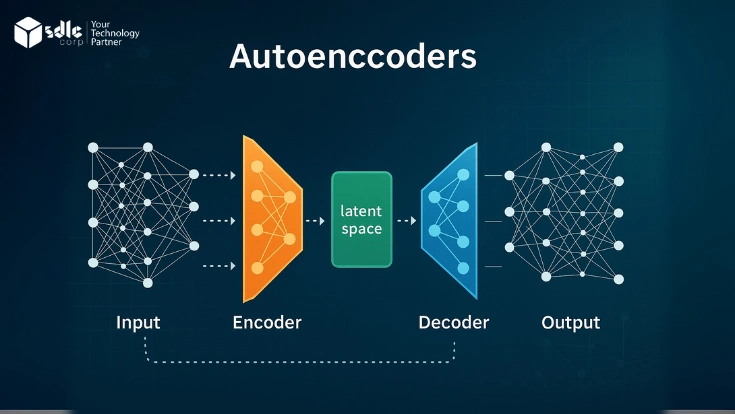 sdlc
corp
Your
Technology
Partner
Autoenccoders
latent
space
Input
Encoder
Decoder
Output